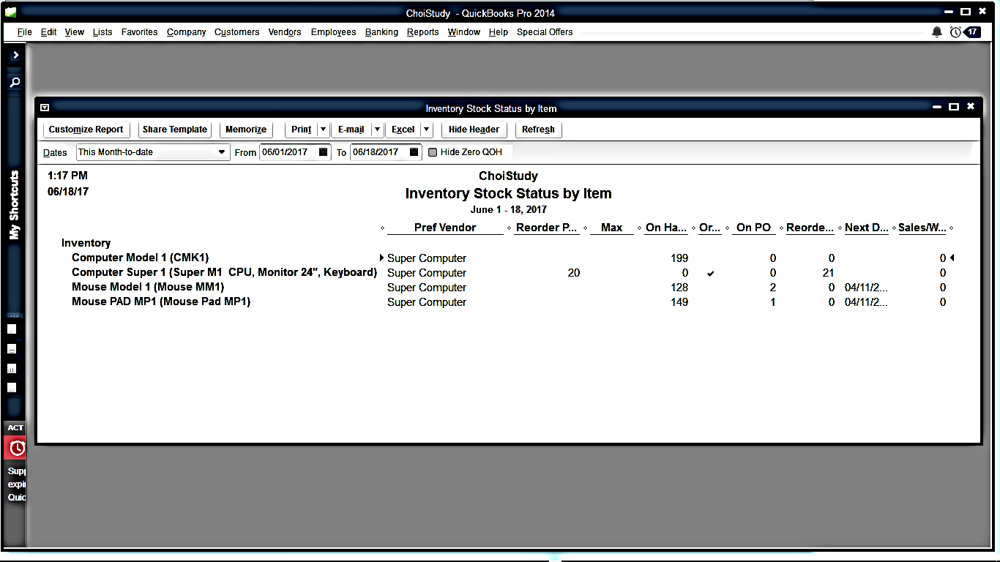 ChoiStudy - QuickBooks Pro 2014
File Edit View Lists Favorites Company Customers Vendors Employees Banking Reports Window Help Special Offers 17
My Shortcuts
Inventory Stock Status by Item
Customize Report Share Template Memorize Print E-mail Excel Hide Header Refresh
Dates This Month-to-date From 06/01/2017 To 06/18/2017 Hide Zero QOH
1:17 PM ChoiStudy
06/18/17 Inventory Stock Status by Item
June 1 - 18, 2017
Pref Vendor Reorder P... Max On Ha... Or... On PO Reorde... Next D... Sales/W...
Inventory
Computer Model 1 (CMK1) Super Computer 199 0 0 0
Computer Super 1 (Super M1 CPU, Monitor 24", Keyboard) Super Computer 20 0 ✓ 0 21 0
Mouse Model 1 (Mouse MM1) Super Computer 128 2 0 04/11/2... 0
Mouse PAD MP1 (Mouse Pad MP1) Super Computer 149 1 0 04/11/2... 0
ACT
Supp
expi
Quic